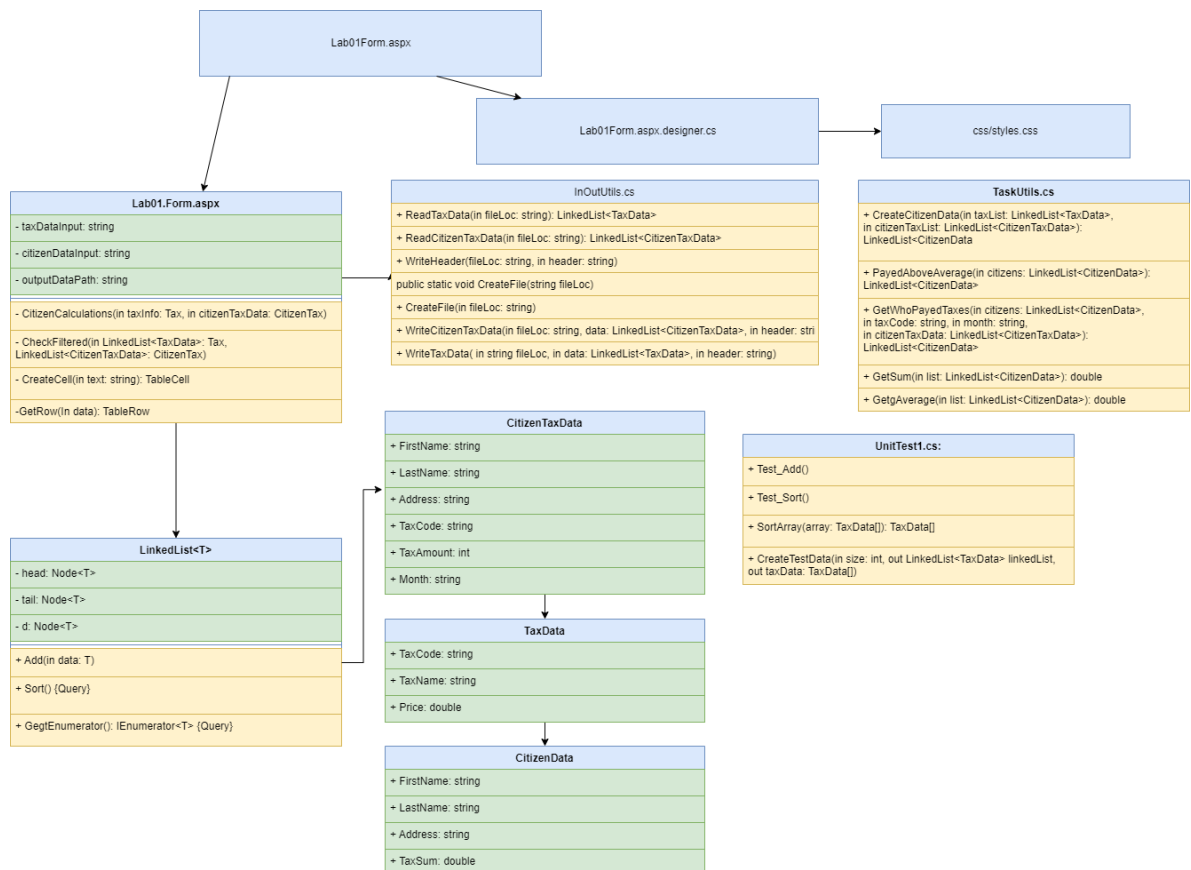 Lab01Form.aspx
Lab01Form.aspx.designer.cs
css/styles.css
Lab01.Form.aspx
- taxDataInput: string
- citizenDataInput: string
- outputDataPath: string
- CitizenCalculations(in taxInfo: Tax, in citizenTaxData: CitizenTax)
- CheckFiltered(in LinkedList<TaxData>: Tax,
LinkedList<CitizenTaxData>: CitizenTax)
- CreateCell(in text: string): TableCell
-GetRow(In data): TableRow
InOutUtils.cs
+ ReadTaxData(in fileLoc: string): LinkedList<TaxData>
+ ReadCitizenTaxData(in fileLoc: string): LinkedList<CitizenTaxData>
+ WriteHeader(fileLoc: string, in header: string)
public static void CreateFile(string fileLoc)
+ CreateFile(in fileLoc: string)
+ WriteCitizenTaxData(in fileLoc: string, data: LinkedList<CitizenTaxData>, in header: stri
+ WriteTaxData( in string fileLoc, in data: LinkedList<TaxData>, in header: string)
TaskUtils.cs
+ CreateCitizenData(in taxList: LinkedList<TaxData>,
in citizenTaxList: LinkedList<CitizenTaxData>):
LinkedList<CitizenData
+ PayedAboveAverage(in citizens: LinkedList<CitizenData>):
LinkedList<CitizenData>
+ GetWhoPayedTaxes(in citizens: LinkedList<CitizenData>,
in taxCode: string, in month: string,
in citizenTaxData: LinkedList<CitizenTaxData>):
LinkedList<CitizenData>
+ GetSum(in list: LinkedList<CitizenData>): double
+ GetgAverage(in list: LinkedList<CitizenData>): double
CitizenTaxData
+ FirstName: string
+ LastName: string
+ Address: string
+ TaxCode: string
+ TaxAmount: int
+ Month: string
UnitTest1.cs:
+ Test_Add()
+ Test_Sort()
+ SortArray(array: TaxData[]): TaxData[]
+ CreateTestData(in size: int, out LinkedList<TaxData> linkedList,
out taxData: TaxData[])
LinkedList<T>
- head: Node<T>
- tail: Node<T>
- d: Node<T>
+ Add(in data: T)
+ Sort() {Query}
+ GegtEnumerator(): IEnumerator<T> {Query}
TaxData
+ TaxCode: string
+ TaxName: string
+ Price: double
CitizenData
+ FirstName: string
+ LastName: string
+ Address: string
+ TaxSum: double